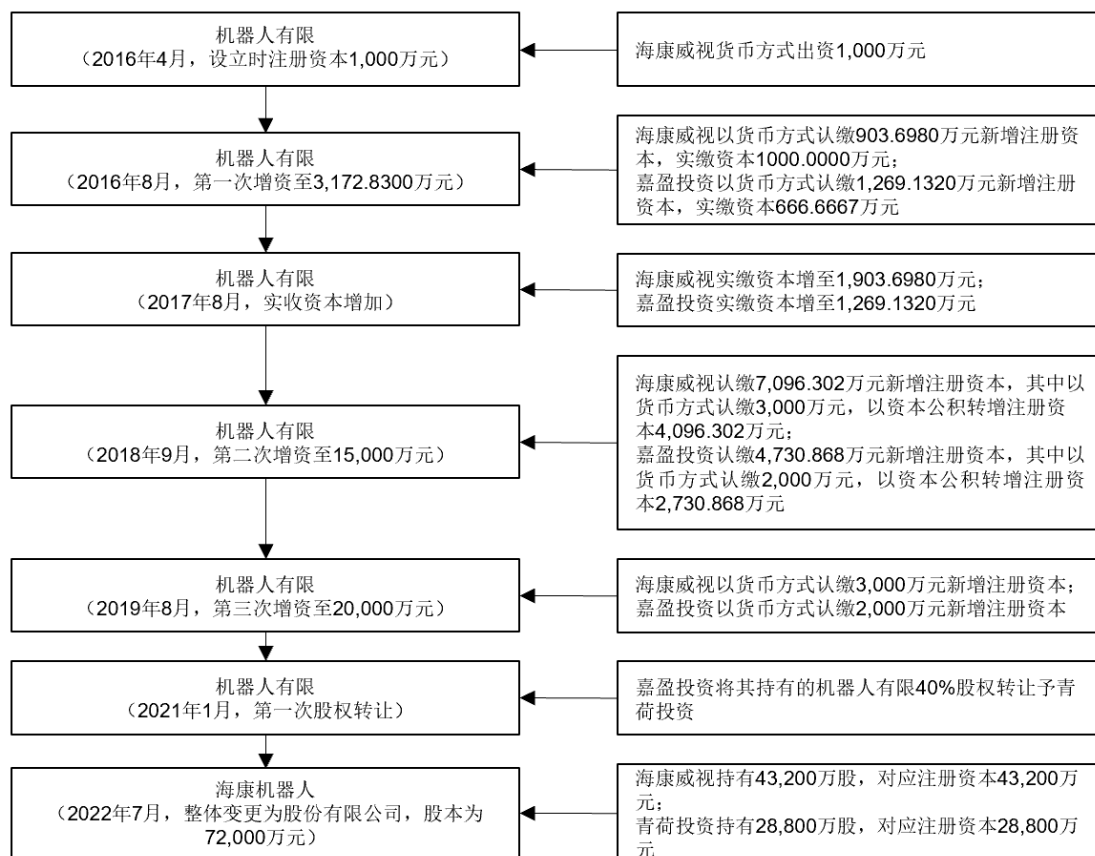 机器人有限
（2016年4月，设立时注册资本1,000万元）
海康威视货币方式出资1,000万元
机器人有限
（2016年8月，第一次增资至3,172.8300万元）
海康威视以货币方式认缴903.6980万元新增注册资
本，实缴资本1000.0000万元；
嘉盈投资以货币方式认缴1,269.1320万元新增注册
资本，实缴资本666.6667万元
机器人有限
（2017年8月，实收资本增加）
海康威视实缴资本增至1,903.6980万元；
嘉盈投资实缴资本增至1,269.1320万元
机器人有限
（2018年9月，第二次增资至15,000万元）
海康威视认缴7,096.302万元新增注册资本，其中以
货币方式认缴3,000万元，以资本公积转增注册资
本4,096.302万元；
嘉盈投资认缴4,730.868万元新增注册资本，其中以
货币方式认缴2,000万元，以资本公积转增注册资
本2,730.868万元
机器人有限
（2019年8月，第三次增资至20,000万元）
海康威视以货币方式认缴3,000万元新增注册资本；
嘉盈投资以货币方式认缴2,000万元新增注册资本
机器人有限
（2021年1月，第一次股权转让）
嘉盈投资将其持有的机器人有限40%股权转让予青
荷投资
海康机器人
（2022年7月，整体变更为股份有限公司，股本为
72,000万元）
海康威视持有43,200万股，对应注册资本43,200万
元；
青荷投资持有28,800万股，对应注册资本28,800万
元